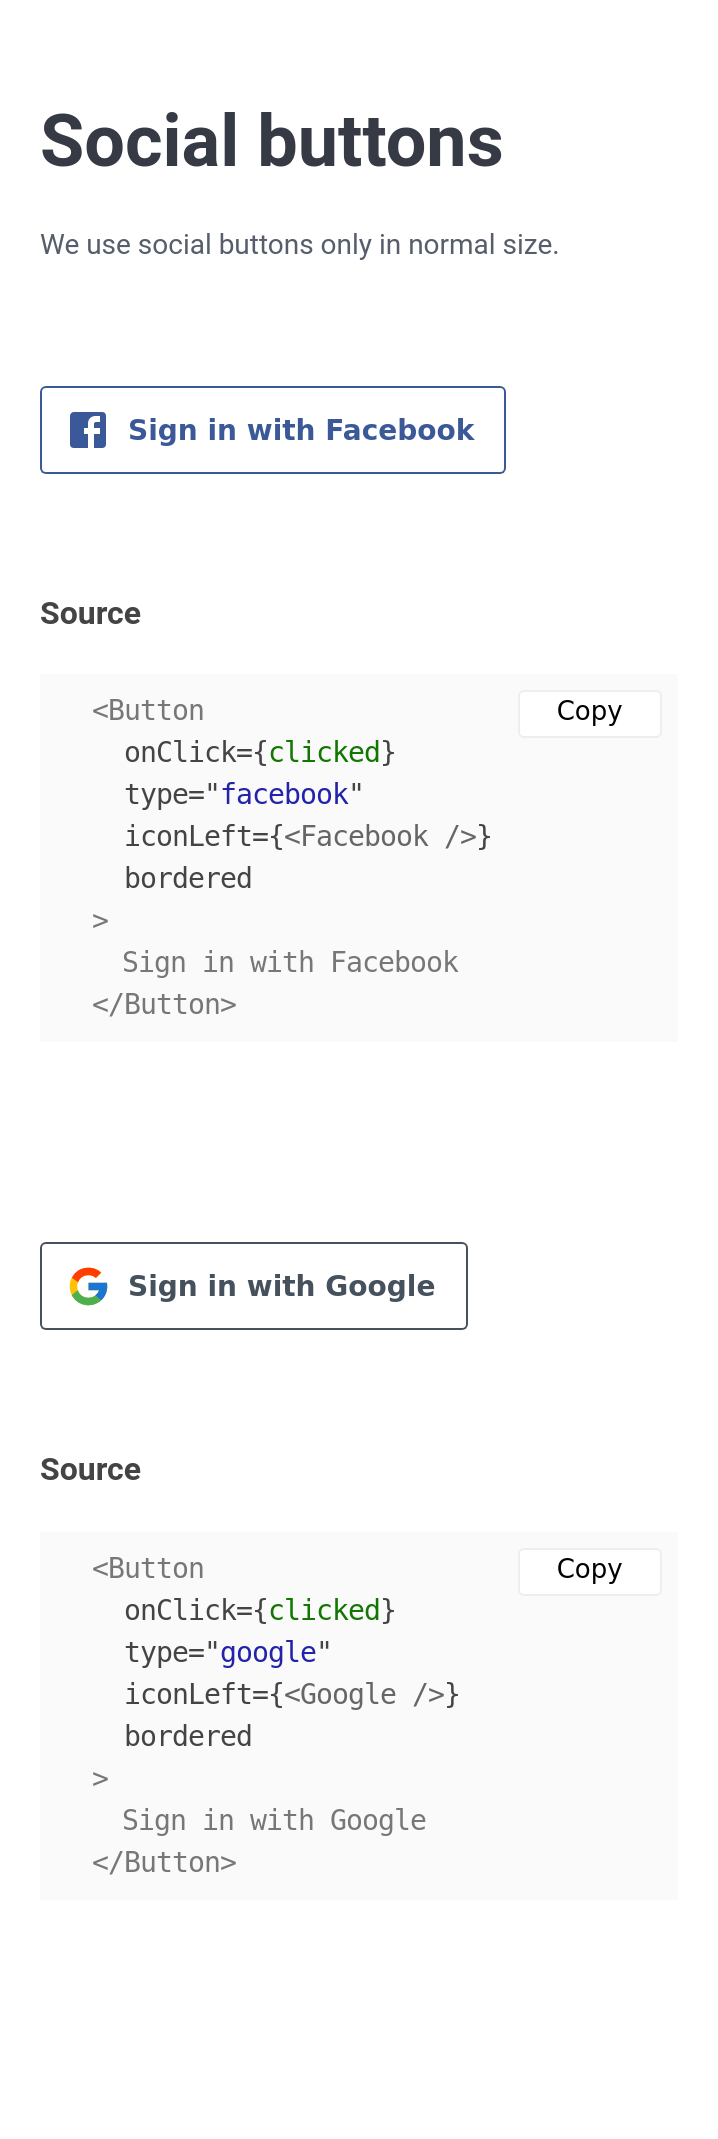 Social buttons
We use social buttons only in normal size.
Sign in with Facebook
Source
<Button
Copy
onClick={clicked}
type="facebook"
iconLeft={<Facebook />}
bordered
>
Sign in with Facebook
</Button>
Sign in with Google
Source
<Button
Copy
onClick={clicked}
type="google"
iconLeft={<Google />}
bordered
>
Sign in with Google
</Button>